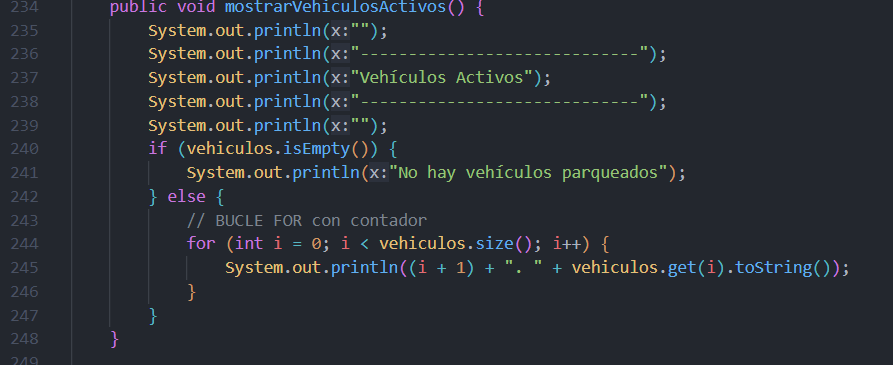 234 public void mostrarVehiculosActivos() {
235 System.out.println(x:"");
236 System.out.println(x:"-----------------------------");
237 System.out.println(x:"Vehículos Activos");
238 System.out.println(x:"-----------------------------");
239 System.out.println(x:"");
240 if (vehiculos.isEmpty()) {
241 System.out.println(x:"No hay vehículos parqueados");
242 } else {
243 // BUCLE FOR con contador
244 for (int i = 0; i < vehiculos.size(); i++) {
245 System.out.println((i + 1) + ". " + vehiculos.get(i).toString());
246 }
247 }
248 }
249